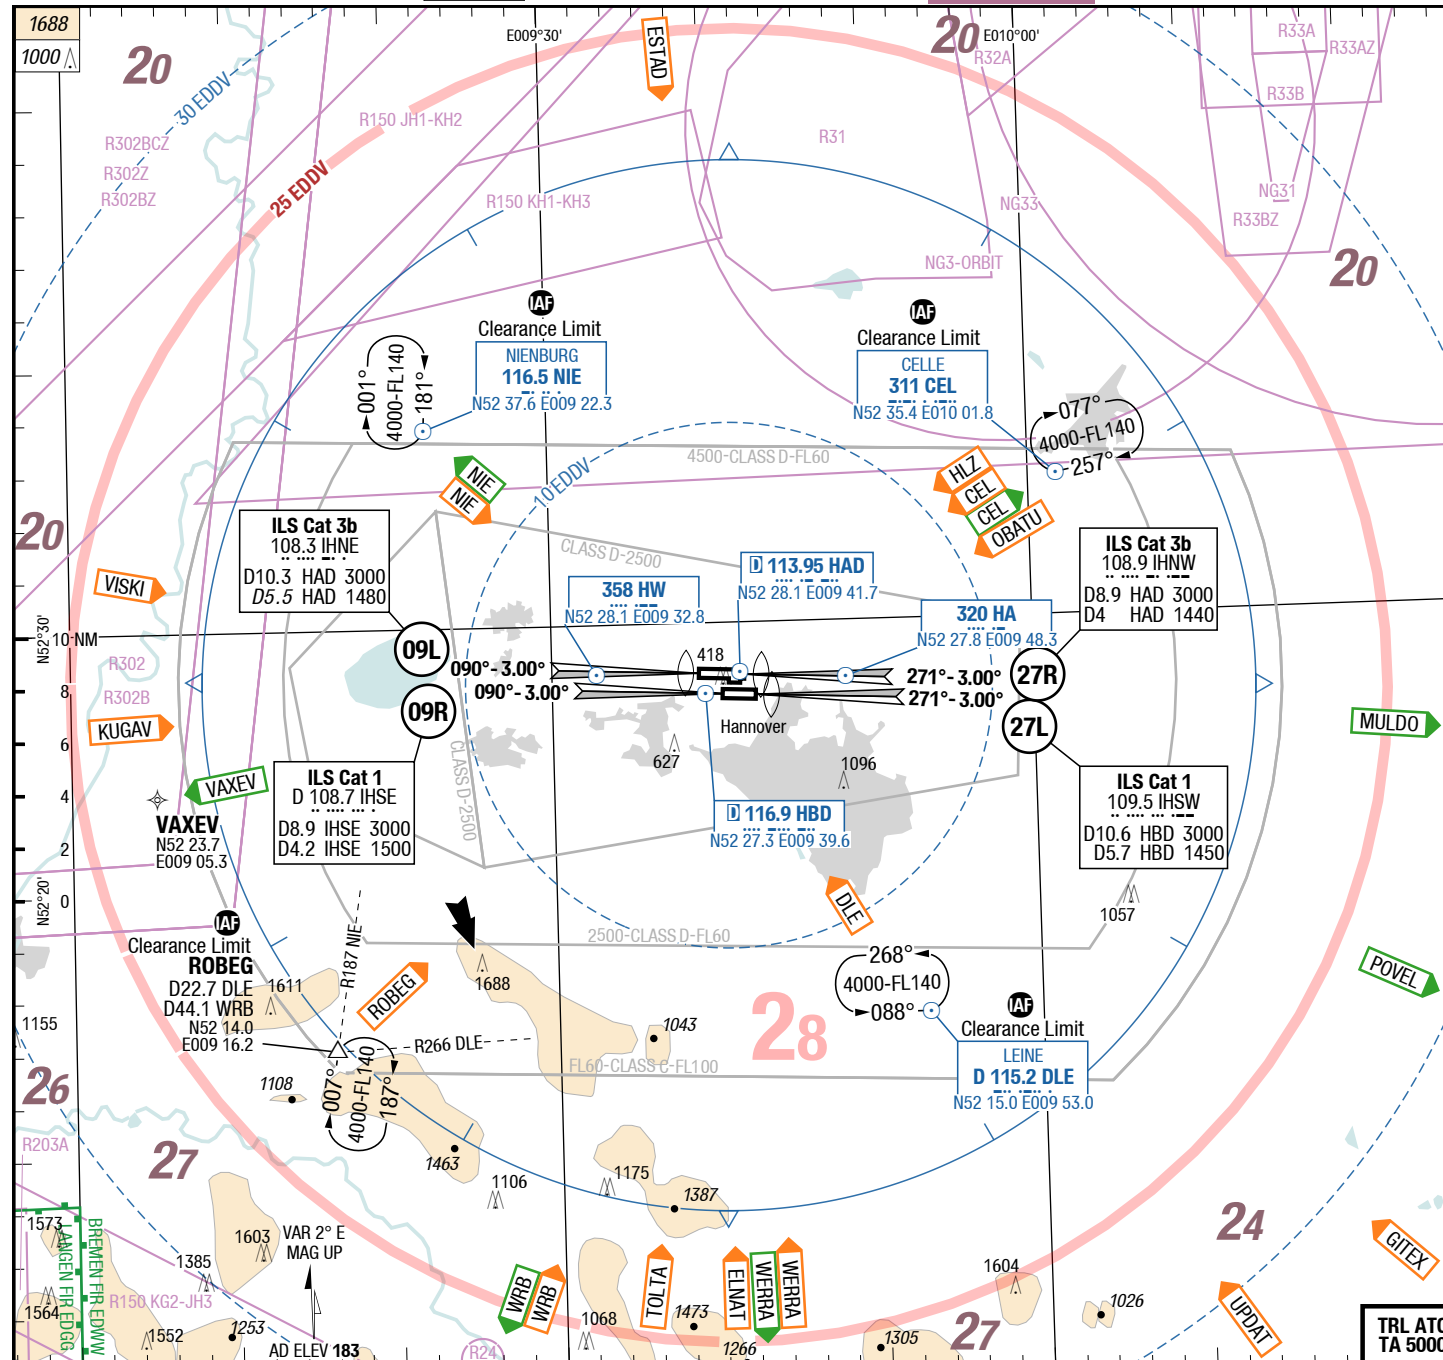 1688
1000
20
20
E009°30'
E010°00'
ESTAD
R33A
R33AZ
R32A
R33B
30 EDDV
R150 JH1-KH2
R31
R302BCZ
R302Z
R302BZ
25 EDDV
R150 KH1-KH3
NG33
NG31
R33BZ
NG3-ORBIT
20
IAF
Clearance Limit
NIENBURG
116.5 NIE
N52 37.6 E009 22.3
IAF
Clearance Limit
CELLE
311 CEL
N52 35.4 E010 01.8
001°
4000-FL140
181°
077°
4000-FL140
257°
4500-CLASS D-FL60
10 EDDV
NIE
NIE
HLZ
CEL
CEL
OBATU
20
ILS Cat 3b
108.3 IHNE
D10.3 HAD 3000
D5.5 HAD 1480
CLASS D-2500
D 113.95 HAD
N52 28.1 E009 41.7
358 HW
N52 28.1 E009 32.8
320 HA
N52 27.8 E009 48.3
ILS Cat 3b
108.9 IHNW
D8.9 HAD 3000
D4 HAD 1440
VISKI
N52°30'
10 NM
R302
R302B
KUGAV
09L
090°-3.00°
418
271°-3.00°
27R
09R
090°-3.00°
271°-3.00°
27L
Hannover
MULDO
8
6
4
2
0
N52°20'
VAXEV
VAXEV
N52 23.7
E009 05.3
CLASS D-2500
ILS Cat 1
D 108.7 IHSE
D8.9 IHSE 3000
D4.2 IHSE 1500
627
1096
D 116.9 HBD
N52 27.3 E009 39.6
ILS Cat 1
109.5 IHSW
D10.6 HBD 3000
D5.7 HBD 1450
DLE
1057
2500-CLASS D-FL60
IAF
Clearance Limit
ROBEG
D22.7 DLE
D44.1 WRB
N52 14.0
E009 16.2
R187 NIE
1611
ROBEG
1688
268°
4000-FL140
088°
IAF
Clearance Limit
LEINE
D 115.2 DLE
N52 15.0 E009 53.0
POVEL
1155
1043
28
R266 DLE
FL60-CLASS C-FL100
26
1108
007°
4000-FL140
187°
R203A
27
1463
1106
1175
1387
24
GITEX
1573
LANGEN FIR EDGG
BREMEN FIR EDWW
1603
VAR 2° E
MAG UP
1385
R150 KG2-JH3
1564
1552
1253
AD ELEV 183
WRB
WRB
TOLTA
ELNAT
WERRA
WERRA
1604
1026
UPDAT
1068
1473
1266
1305
27
R24
TRL ATC
TA 5000